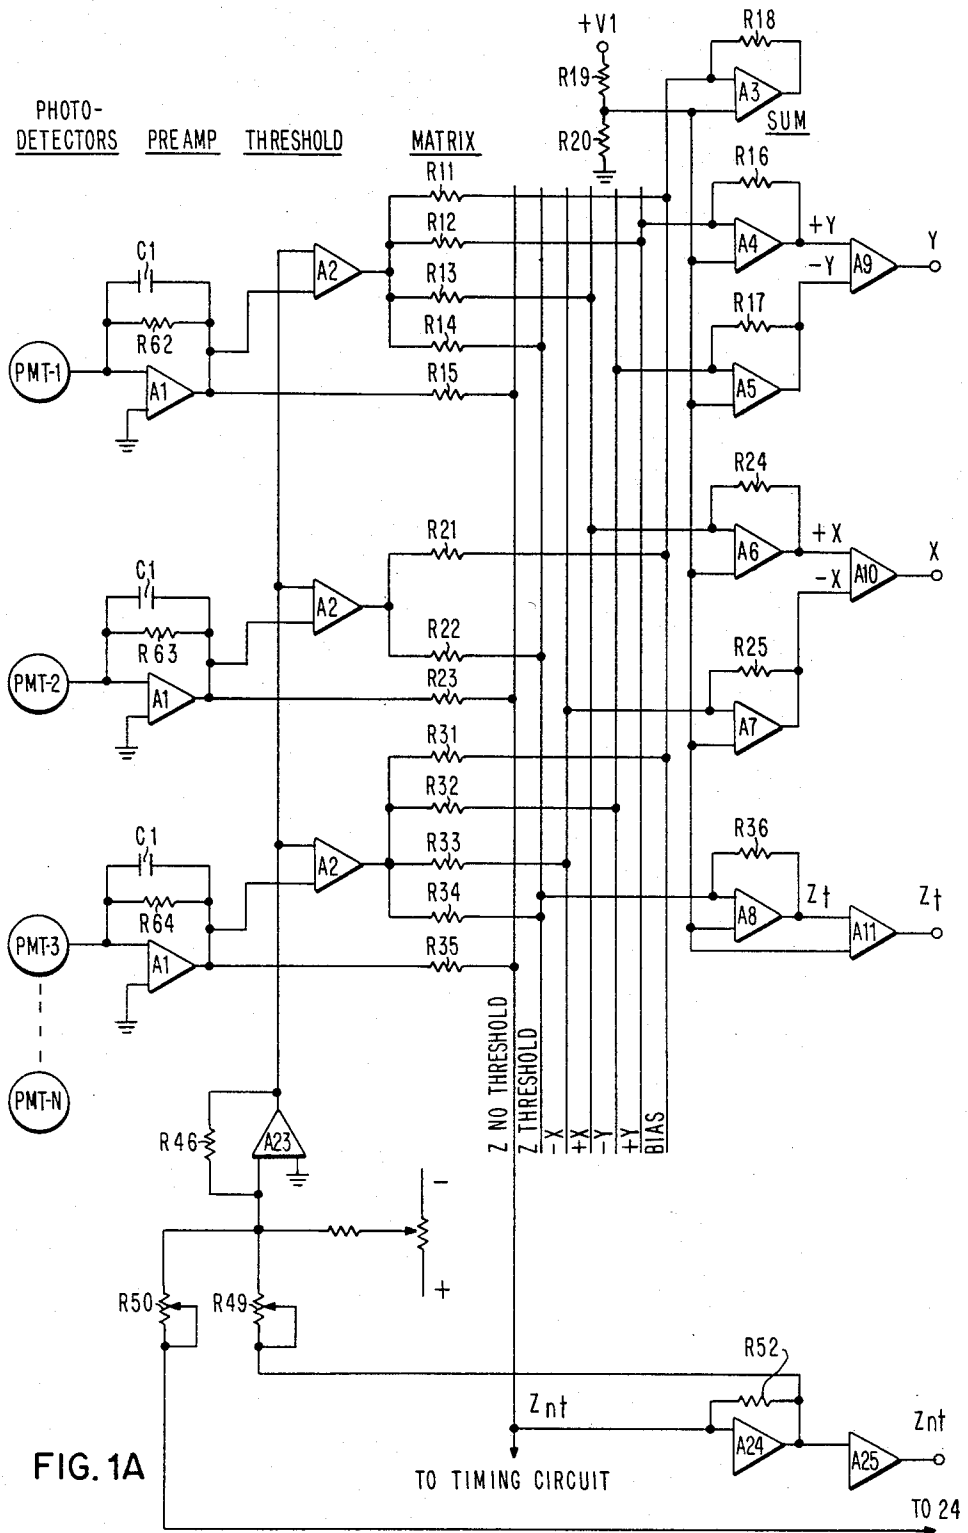 +V1
R18
R19
A3
PHOTO-
DETECTORS
PREAMP
THRESHOLD
MATRIX
R20
SUM
R11
R16
R12
A4
+Y
Y
C1
A2
R13
-Y
A9
R62
R14
R17
PMT-1
A1
R15
A5
R24
R21
A6
+X
X
C1
A2
-X
A10
R63
R22
R25
PMT-2
A1
R23
A7
R31
R32
C1
A2
R33
R36
R64
R34
A8
Zt
Zt
PMT-3
A1
R35
A11
PMT-N
Z NO THRESHOLD
Z THRESHOLD
-X
+X
-Y
+Y
BIAS
R46
A23
-
+
R50
R49
R52
Znt
Znt
A24
A25
FIG. 1A
TO TIMING CIRCUIT
TO 24